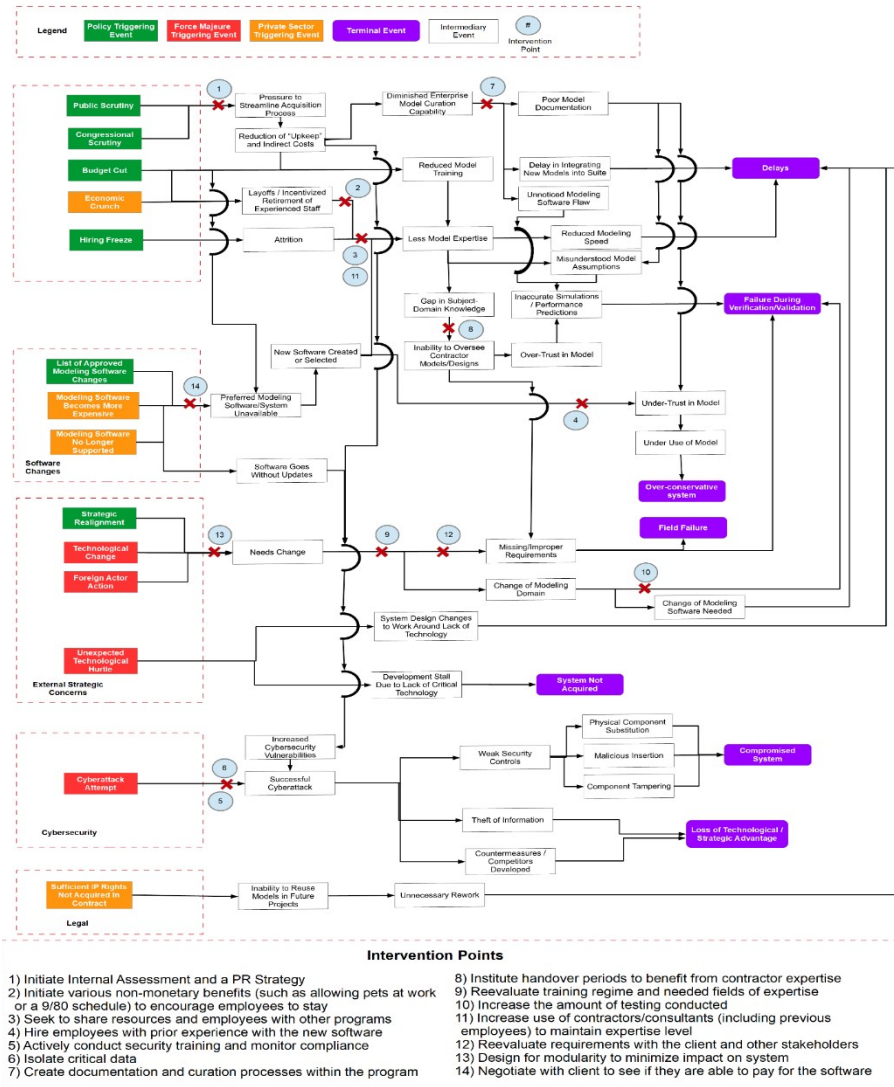 Legend
Policy Triggering
Event
Force Majeure
Triggering Event
Private Sector
Triggering Event
Terminal Event
Intermediary
Event
#
Intervention
Point
Public Scrutiny
Congressional
Scrutiny
Budget Cut
Economic
Crunch
Hiring Freeze
1
Pressure to
Streamline Acquisition
Process
Reduction of "Upkeep"
and Indirect Costs
Layoffs / Incentivized
Retirement of
Experienced Staff
2
Attrition
3
11
Diminished Enterprise
Model Curation
Capability
7
Poor Model
Documentation
Reduced Model
Training
Delay in Integrating
New Models into Suite
Delays
Unnoticed Modeling
Software Flaw
Less Model Expertise
Reduced Modeling
Speed
Misunderstood Model
Assumptions
Gap in Subject-
Domain Knowledge
Inaccurate Simulations
/ Performance
Predictions
Failure During
Verification/Validation
8
Inability to Oversee
Contractor
Models/Designs
Over-Trust in Model
List of Approved
Modeling Software
Changes
Modeling Software
Becomes More
Expensive
Modeling Software
No Longer
Supported
Software
Changes
14
New Software Created
or Selected
Preferred Modeling
Software/System
Unavailable
Software Goes
Without Updates
4
Under-Trust in Model
Under Use of Model
Over-conservative
system
Strategic
Realignment
Technological
Change
Foreign Actor
Action
Unexpected
Technological
Hurtle
External Strategic
Concerns
13
Needs Change
9
12
Missing/Improper
Requirements
Field Failure
Change of Modeling
Domain
10
Change of Modeling
Software Needed
System Design Changes
to Work Around Lack of
Technology
Development Stall
Due to Lack of Critical
Technology
System Not
Acquired
Cyberattack
Attempt
Cybersecurity
6
5
Increased
Cybersecurity
Vulnerabilities
Successful
Cyberattack
Weak Security
Controls
Physical Component
Substitution
Malicious Insertion
Component Tampering
Compromised
System
Theft of Information
Countermeasures /
Competitors
Developed
Loss of Technological /
Strategic Advantage
Sufficient IP Rights
Not Acquired In
Contract
Legal
Inability to Reuse
Models in Future
Projects
Unnecessary Rework
Intervention Points
1) Initiate Internal Assessment and a PR Strategy
2) Initiate various non-monetary benefits (such as allowing pets at work
or a 9/80 schedule) to encourage employees to stay
3) Seek to share resources and employees with other programs
4) Hire employees with prior experience with the new software
5) Actively conduct security training and monitor compliance
6) Isolate critical data
7) Create documentation and curation processes within the program
8) Institute handover periods to benefit from contractor expertise
9) Reevaluate training regime and needed fields of expertise
10) Increase the amount of testing conducted
11) Increase use of contractors/consultants (including previous
employees) to maintain expertise level
12) Reevaluate requirements with the client and other stakeholders
13) Design for modularity to minimize impact on system
14) Negotiate with client to see if they are able to pay for the software